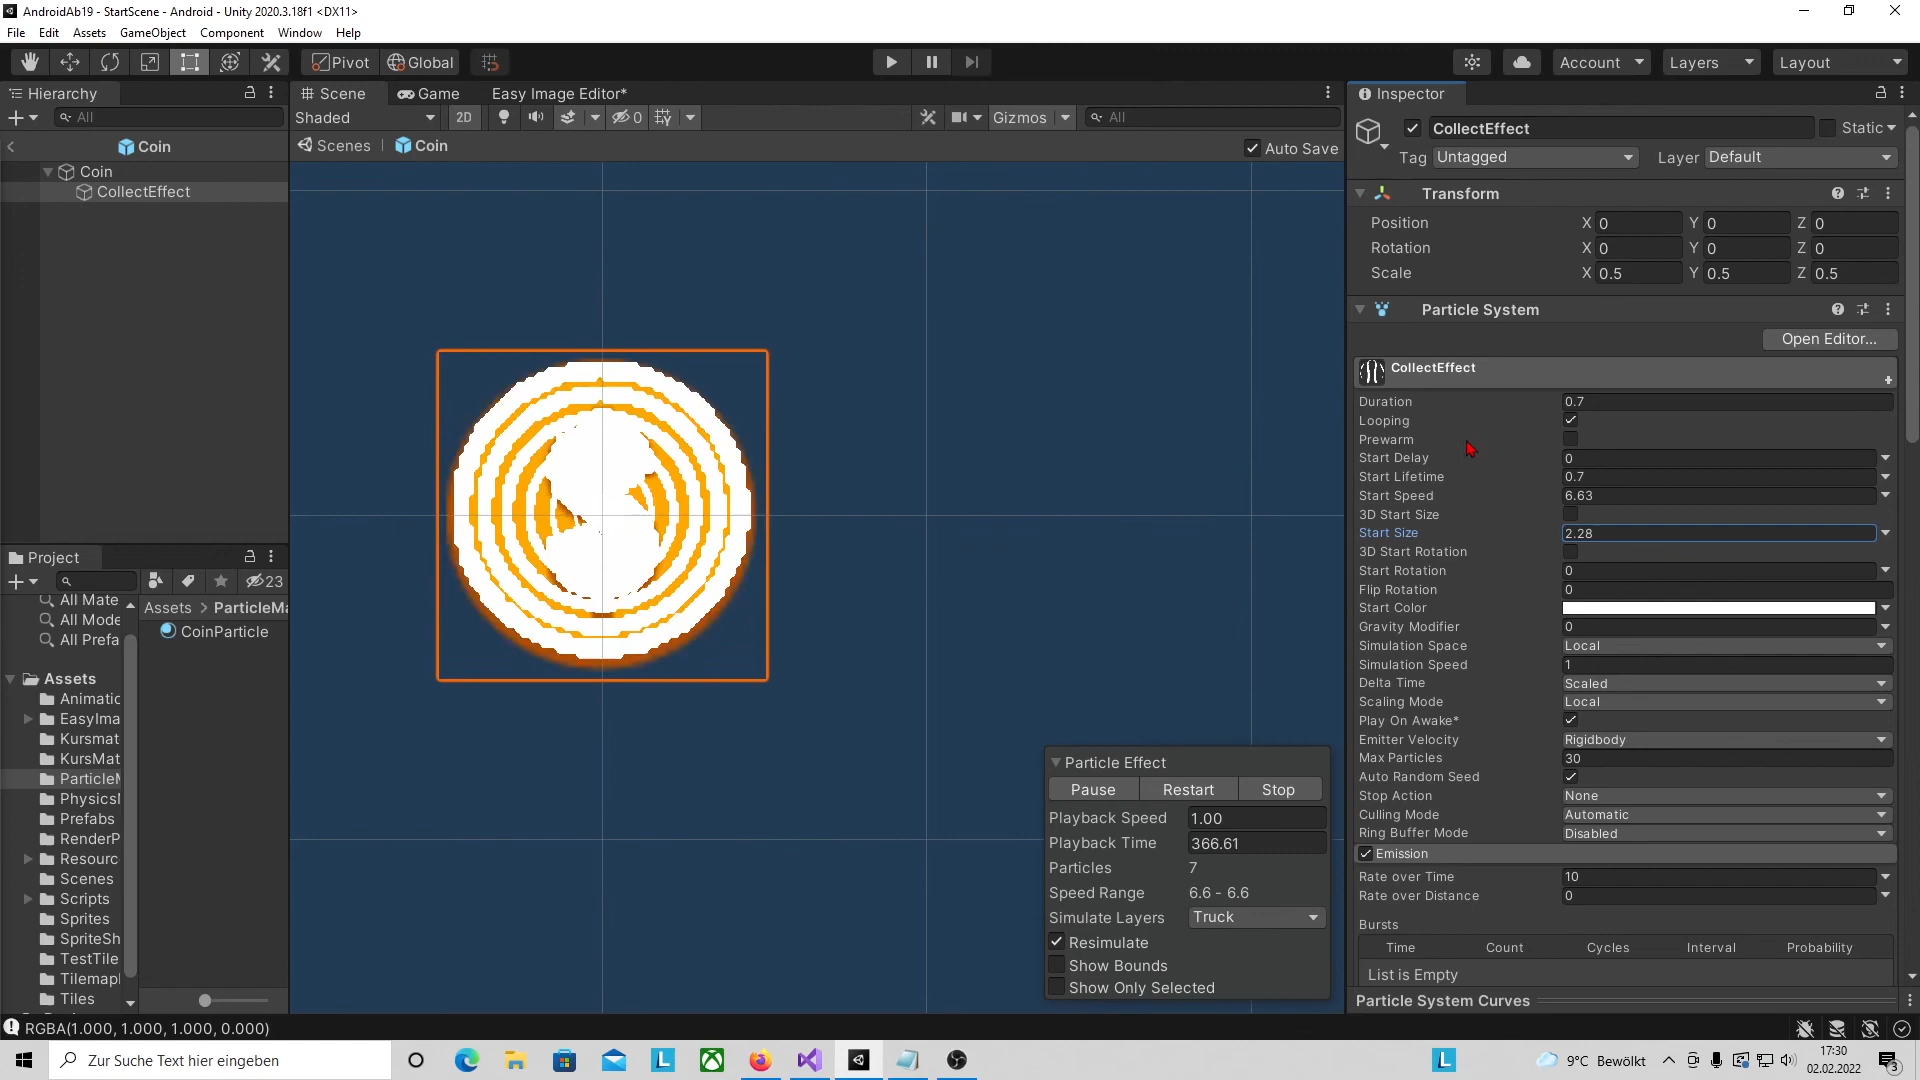 AndroidAb19 - StartScene - Android - Unity 2020.3.18f1 <DX11>
File Edit Assets GameObject Component Window Help
Pivot Global Account Layers Layout
Hierarchy
All
Coin
Coin
CollectEffect
Scene Game Easy Image Editor*
Shaded 2D 0 Gizmos All
Scenes Coin Auto Save
Particle Effect
Pause Restart Stop
Playback Speed 1.00
Playback Time 366.61
Particles 7
Speed Range 6.6 - 6.6
Simulate Layers Truck
Resimulate
Show Bounds
Show Only Selected
Inspector
CollectEffect Static
Tag Untagged Layer Default
Transform
Position X 0 Y 0 Z 0
Rotation X 0 Y 0 Z 0
Scale X 0.5 Y 0.5 Z 0.5
Particle System
Open Editor...
CollectEffect
Duration 0.7
Looping
Prewarm
Start Delay 0
Start Lifetime 0.7
Start Speed 6.63
3D Start Size
Start Size 2.28
3D Start Rotation
Start Rotation 0
Flip Rotation 0
Start Color
Gravity Modifier 0
Simulation Space Local
Simulation Speed 1
Delta Time Scaled
Scaling Mode Local
Play On Awake*
Emitter Velocity Rigidbody
Max Particles 30
Auto Random Seed
Stop Action None
Culling Mode Automatic
Ring Buffer Mode Disabled
Emission
Rate over Time 10
Rate over Distance 0
Bursts
Time Count Cycles Interval Probability
List is Empty
Particle System Curves
Project
23
All Mate
All Mode
All Prefa
Assets
Animatic
EasyIma
Kursmat
KursMat
ParticleM
PhysicsM
Prefabs
RenderP
Resourc
Scenes
Scripts
Sprites
SpriteSh
TestTile
Tilemapl
Tiles
Assets > ParticleMa
CoinParticle
RGBA(1.000, 1.000, 1.000, 0.000)
Zur Suche Text hier eingeben
L
L
9°C Bewölkt
17:30
02.02.2022
3